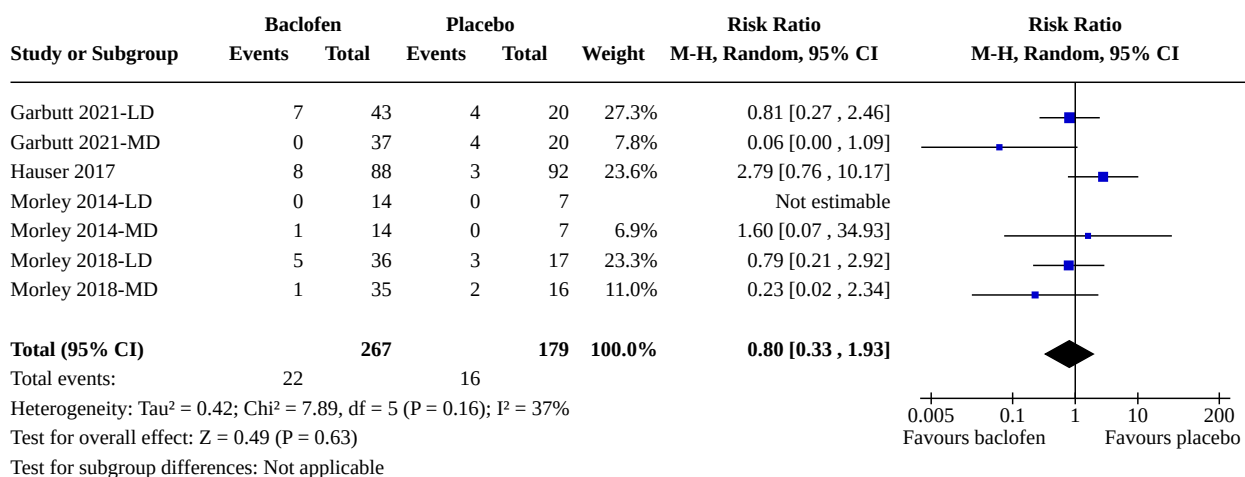 Baclofen Placebo Risk Ratio Risk Ratio
Study or Subgroup Events Total Events Total Weight M-H, Random, 95% CI M-H, Random, 95% CI
Garbutt 2021-LD 7 43 4 20 27.3% 0.81 [0.27 , 2.46]
Garbutt 2021-MD 0 37 4 20 7.8% 0.06 [0.00 , 1.09]
Hauser 2017 8 88 3 92 23.6% 2.79 [0.76 , 10.17]
Morley 2014-LD 0 14 0 7 Not estimable
Morley 2014-MD 1 14 0 7 6.9% 1.60 [0.07 , 34.93]
Morley 2018-LD 5 36 3 17 23.3% 0.79 [0.21 , 2.92]
Morley 2018-MD 1 35 2 16 11.0% 0.23 [0.02 , 2.34]
Total (95% CI) 267 179 100.0% 0.80 [0.33 , 1.93]
Total events: 22 16
Heterogeneity: Tau² = 0.42; Chi² = 7.89, df = 5 (P = 0.16); I² = 37%
Test for overall effect: Z = 0.49 (P = 0.63)
Test for subgroup differences: Not applicable
0.005 0.1 1 10 200
Favours baclofen Favours placebo